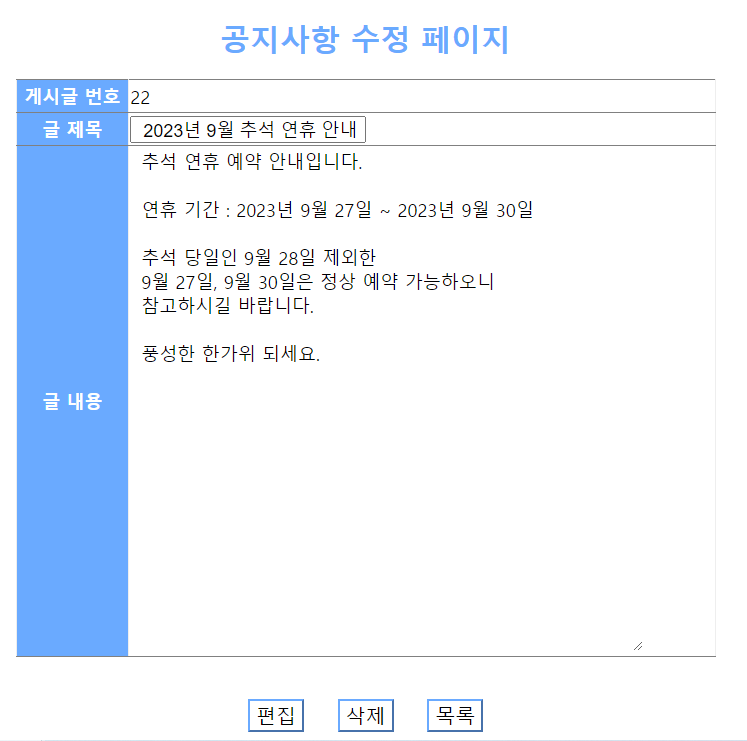 공지사항 수정 페이지
게시글 번호 22
글 제목 2023년 9월 추석 연휴 안내
추석 연휴 예약 안내입니다.
연휴 기간 : 2023년 9월 27일 ~ 2023년 9월 30일
추석 당일인 9월 28일 제외한
9월 27일, 9월 30일은 정상 예약 가능하오니
참고하시길 바랍니다.
풍성한 한가위 되세요.
글 내용
편집 삭제 목록